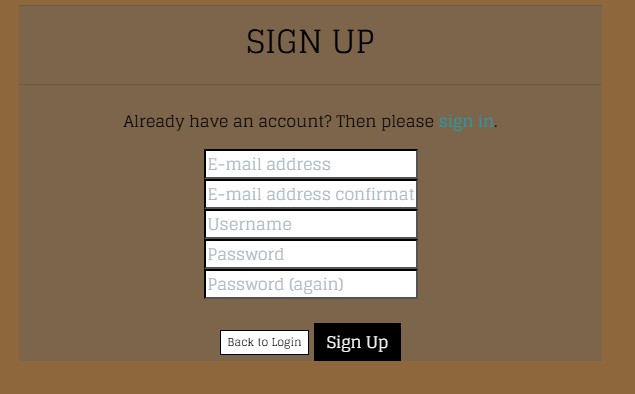 SIGN UP
Already have an account? Then please sign in.
E-mail address
E-mail address confirmat
Username
Password
Password (again)
Back to Login Sign Up